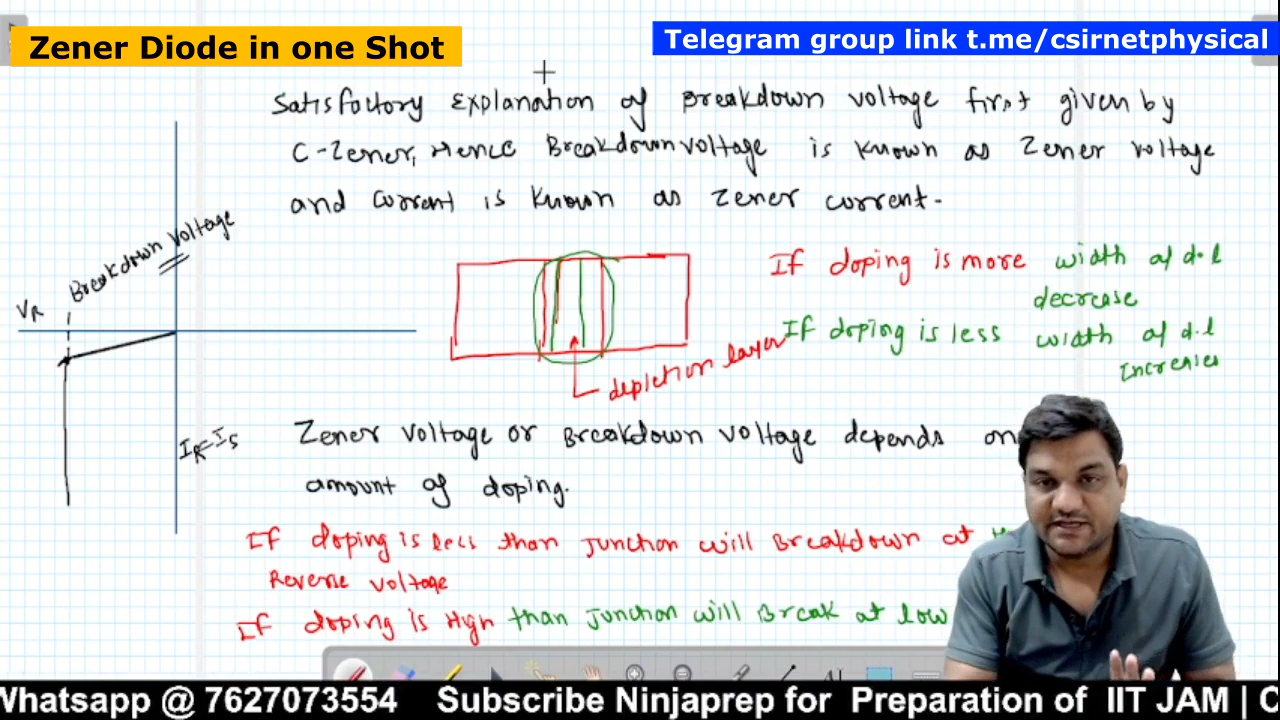 Zener Diode in one Shot
Telegram group link t.me/csirnetphysical
Satisfactory Explanation of Breakdown voltage first given by
C-Zener, Hence Breakdown voltage is known as Zener voltage
and current is known as zener current.
Breakdown voltage
VR
If doping is more width of d.l
decrease
If doping is less width of d.l
increases
depletion layer
IR=IS
Zener voltage or Breakdown voltage depends on
amount of doping.
If doping is less than junction will Breakdown at
Reverse voltage
If doping is High than junction will Break at low
Whatsapp @ 7627073554 Subscribe Ninjaprep for Preparation of IIT JAM | C